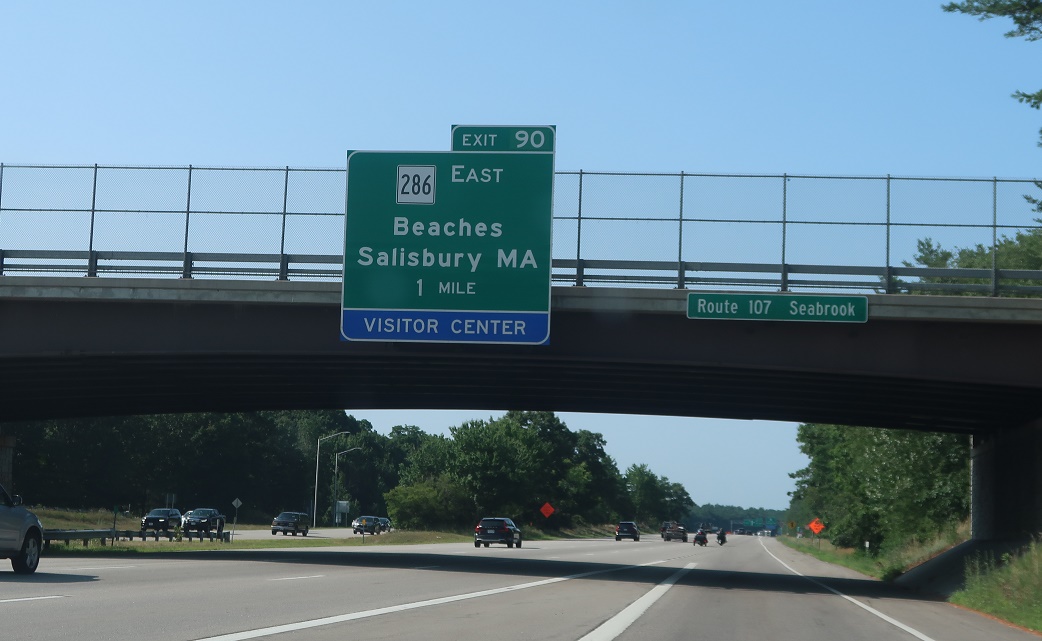 EXIT 90
286 EAST
Beaches
Salisbury MA
1 MILE
VISITOR CENTER
Route 107 Seabrook